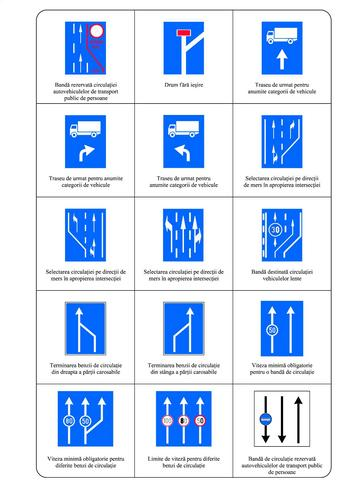 Bandă rezervată circulației
autovehiculelor de transport
public de persoane
Drum fără ieșire
Traseu de urmat pentru
anumite categorii de vehicule
Traseu de urmat pentru anumite
categorii de vehicule
Traseu de urmat pentru
anumite categorii de vehicule
Selectarea circulației pe direcții
de mers în apropierea intersecției
30
Selectarea circulației pe direcții de
mers în apropierea intersecției
Selectarea circulației pe direcții de
mers în apropierea intersecției
Bandă destinată circulației
vehiculelor lente
50
Terminarea benzii de circulație
din dreapta a părții carosabile
Terminarea benzii de circulație
din stânga a părții carosabile
Viteza minimă obligatorie
pentru o bandă de circulație
80 50
50
Viteza minimă obligatorie pentru
diferite benzi de circulație
Limite de viteză pentru diferite
benzi de circulație
Bandă de circulație rezervată
autovehiculelor de transport public
de persoane